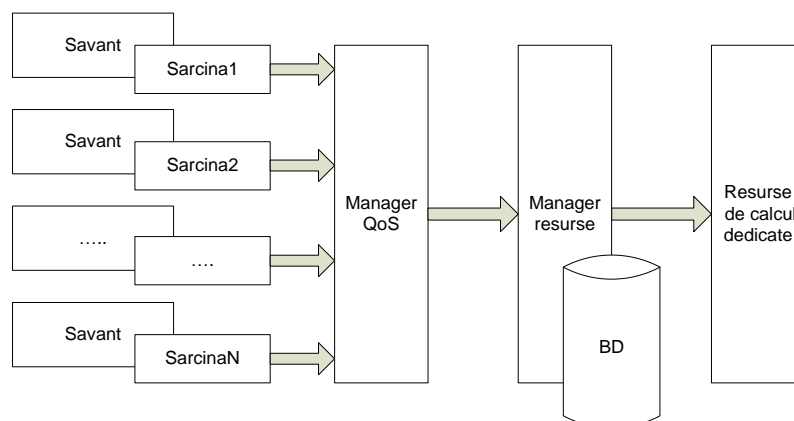 Savant
Sarcina1
Savant
Sarcina2
.....
....
Savant
SarcinaN
Manager
QoS
Manager
resurse
BD
Resurse
de calcul
dedicate